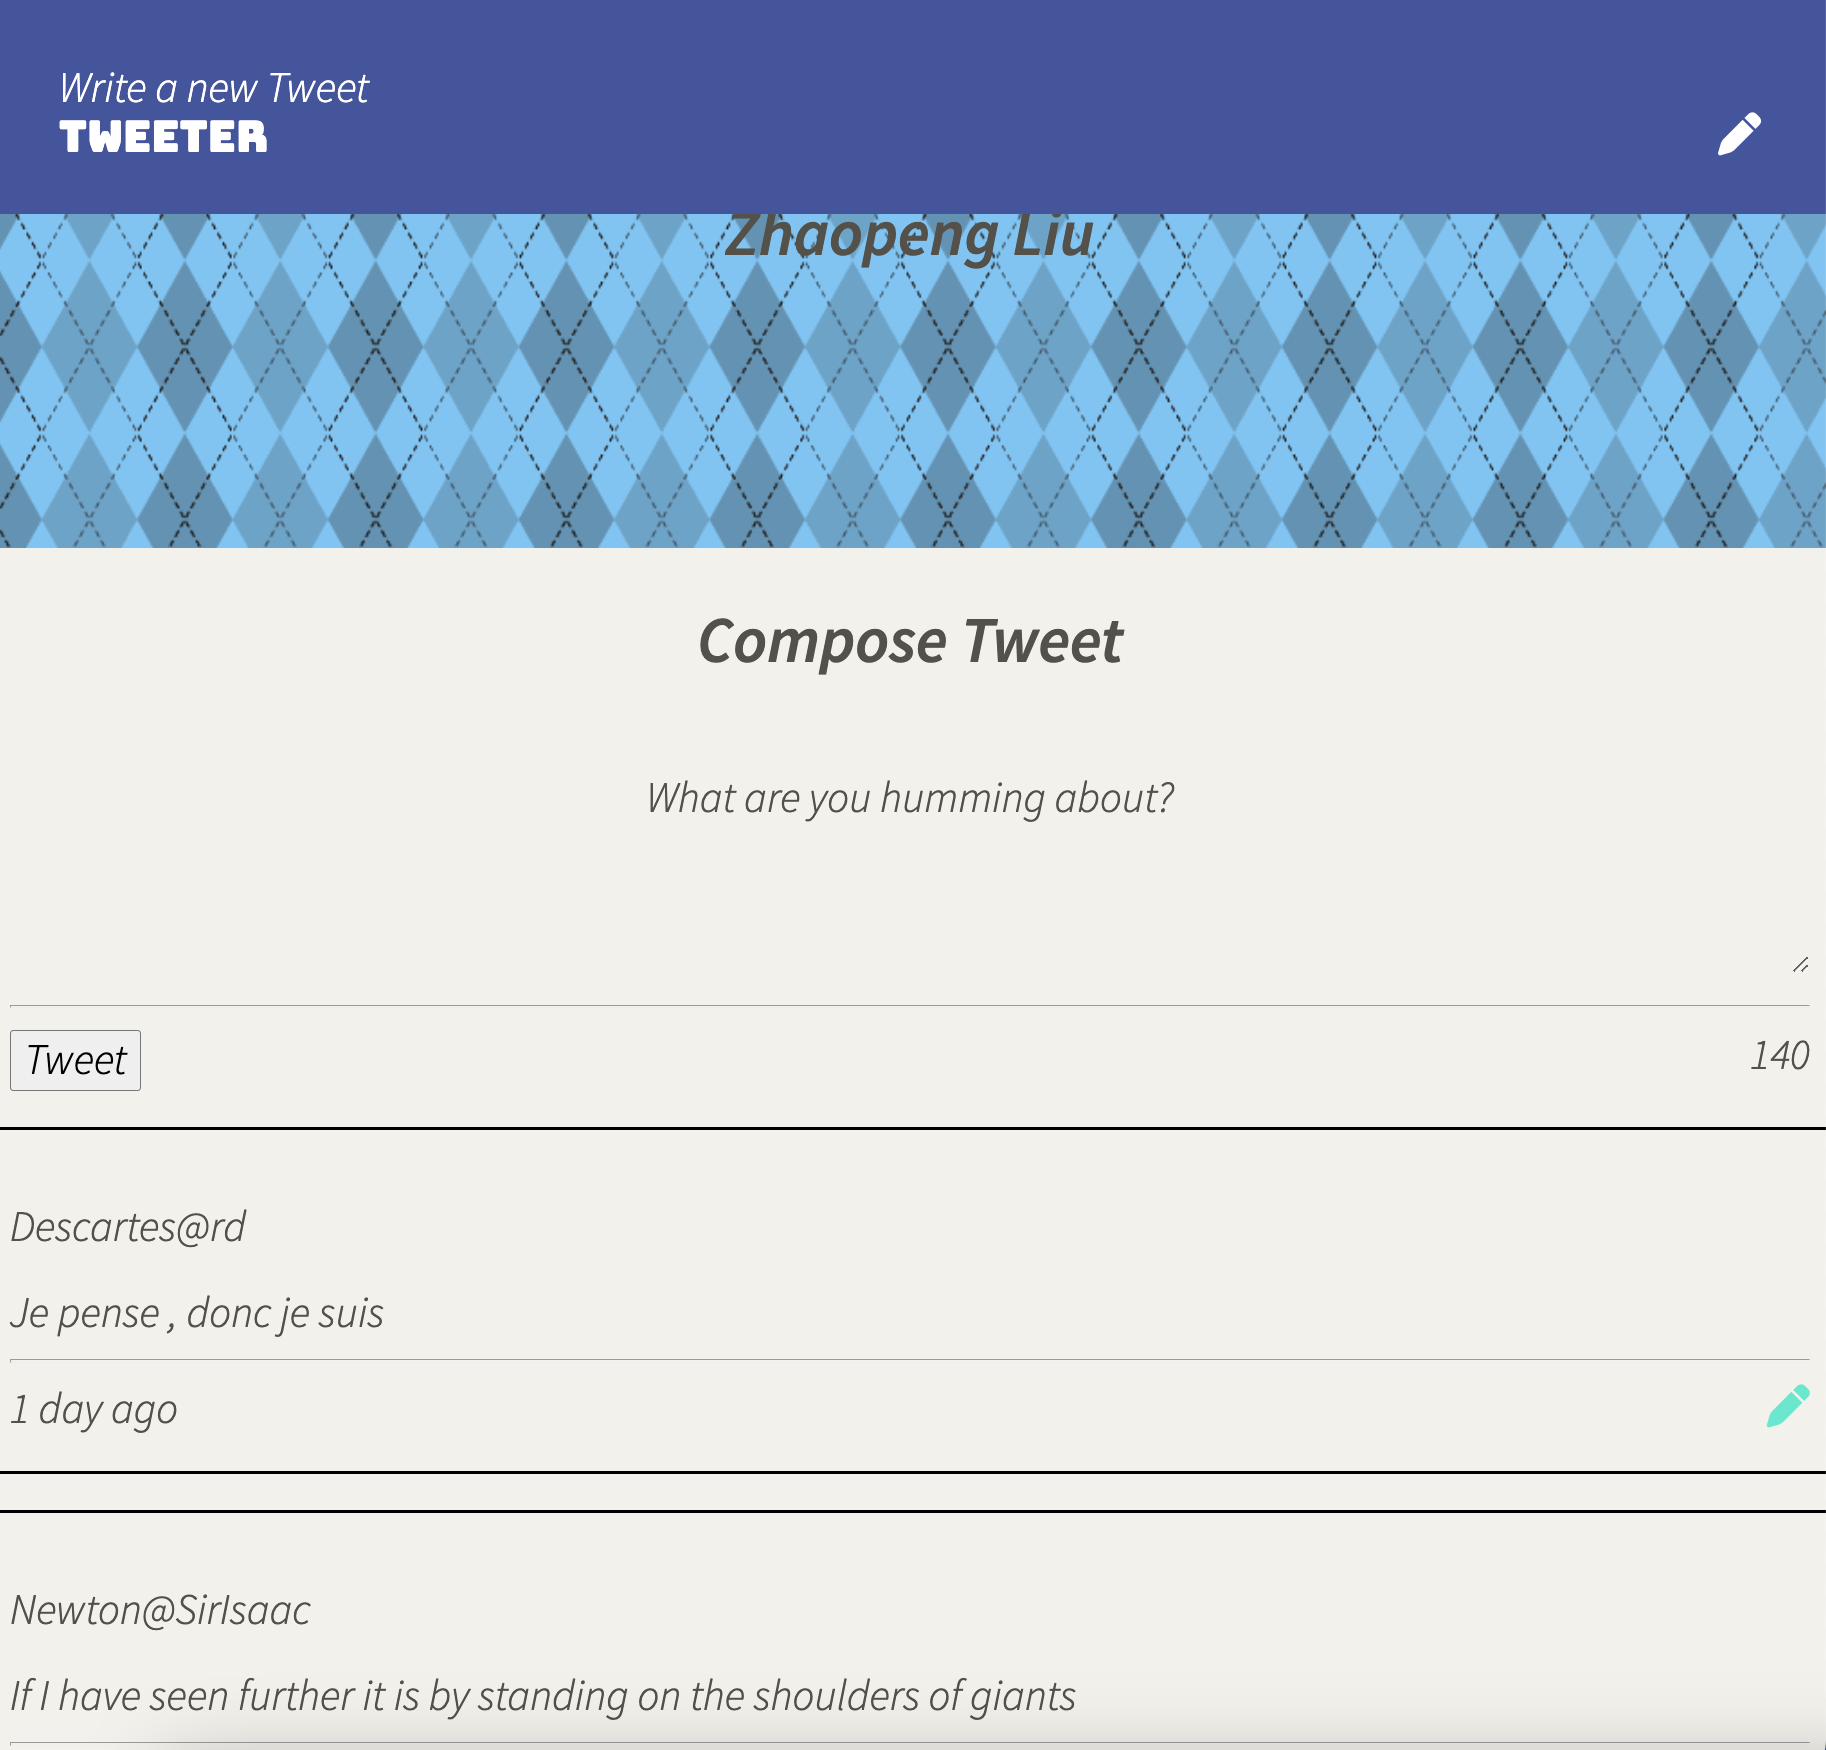 Write a new Tweet
TWEETER
Zhaopeng Liu
Compose Tweet
What are you humming about?
Tweet
140
Descartes@rd
Je pense , donc je suis
1 day ago
Newton@SirIsaac
If I have seen further it is by standing on the shoulders of giants